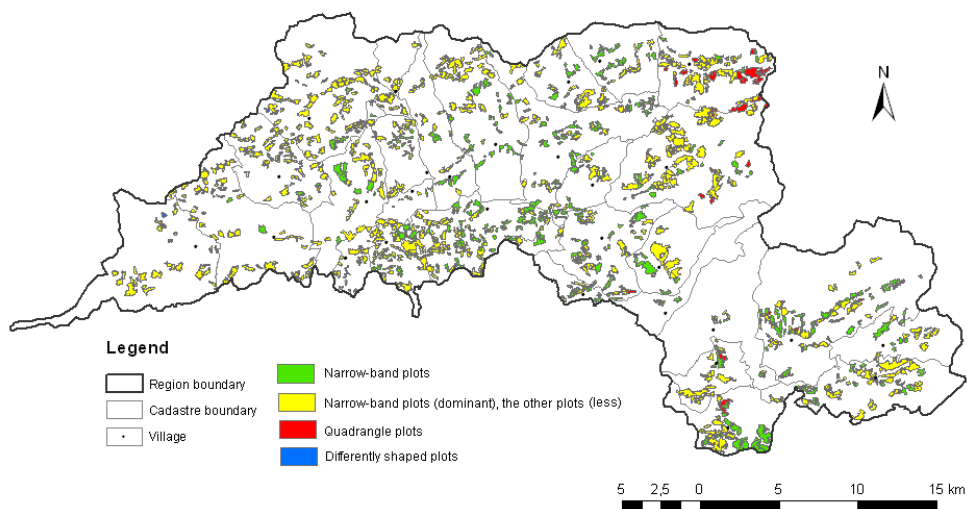 N
Legend
Region boundary
Cadastre boundary
Village
Narrow-band plots
Narrow-band plots (dominant), the other plots (less)
Quadrangle plots
Differently shaped plots
5 2,5 0 5 10 15 km